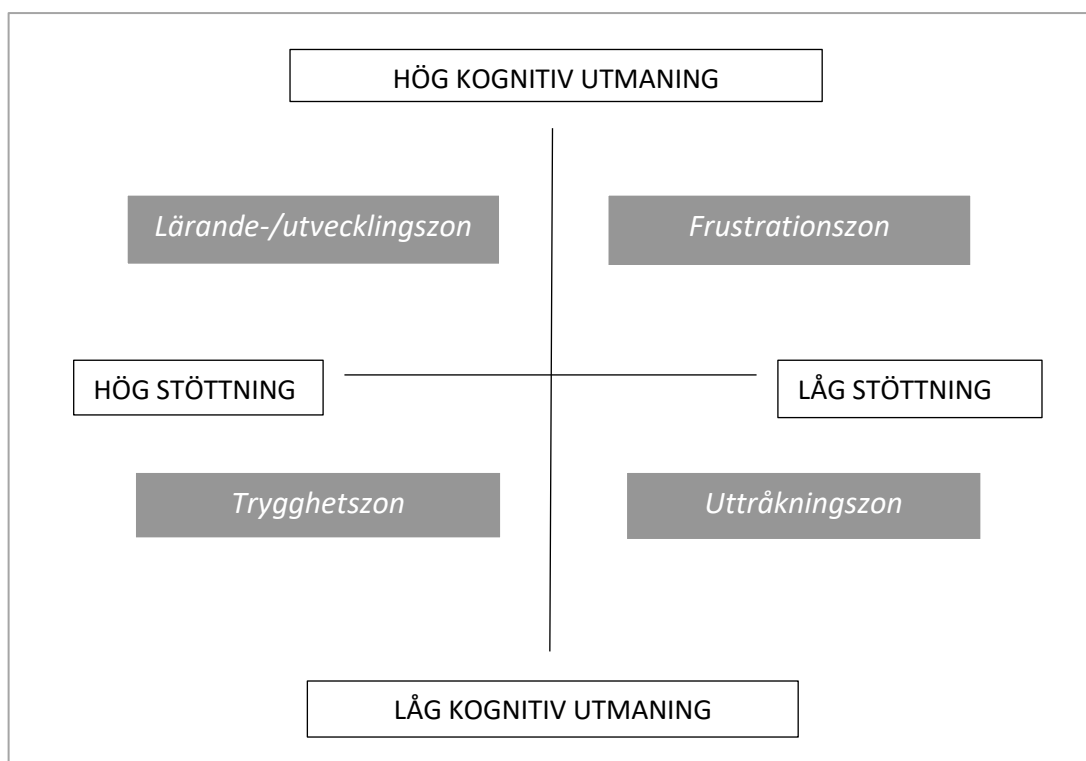 HÖG KOGNITIV UTMANING
Lärande-/utvecklingszon
Frustrationszon
HÖG STÖTTNING
LÅG STÖTTNING
Trygghetszon
Uttråkningszon
LÅG KOGNITIV UTMANING